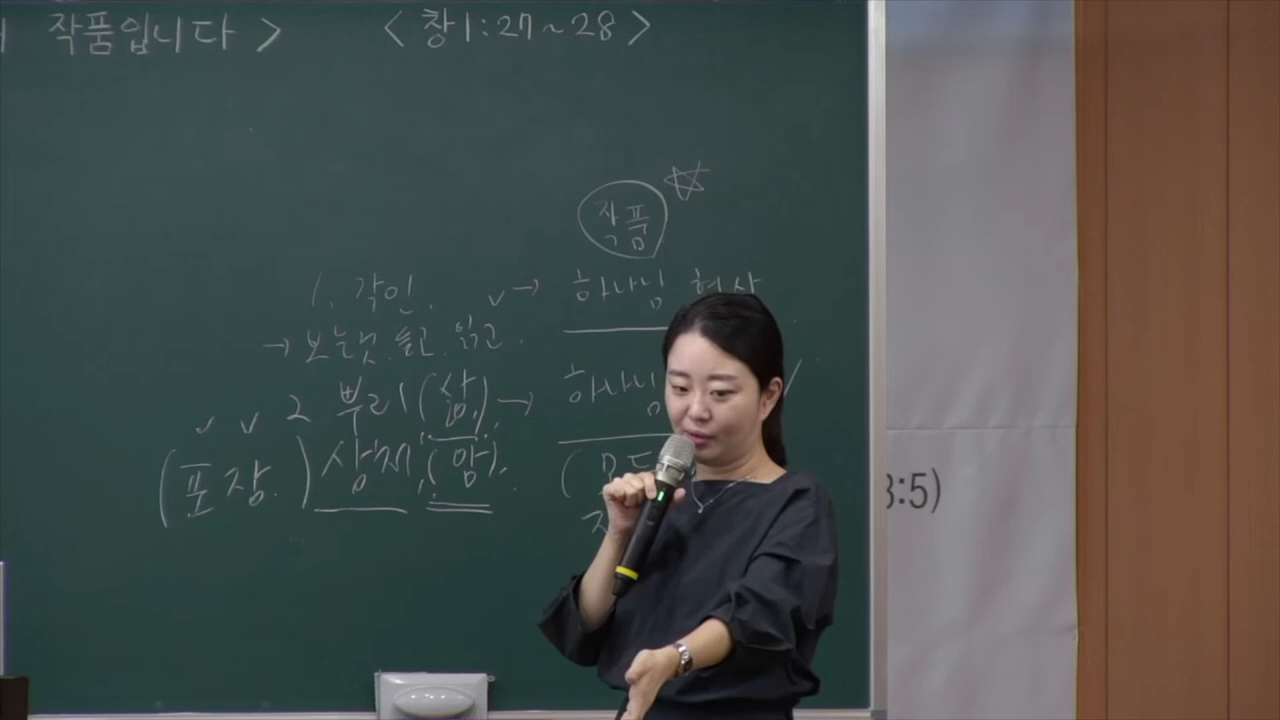 작품입니다 > < 창1:27~28 >
작품
1. 각인. → 하나님 형상
→ 보는것. 듣고. 읽고.
2. 뿌리(삶), → 하나님
(포장.) 상처, (맘).
3:5)